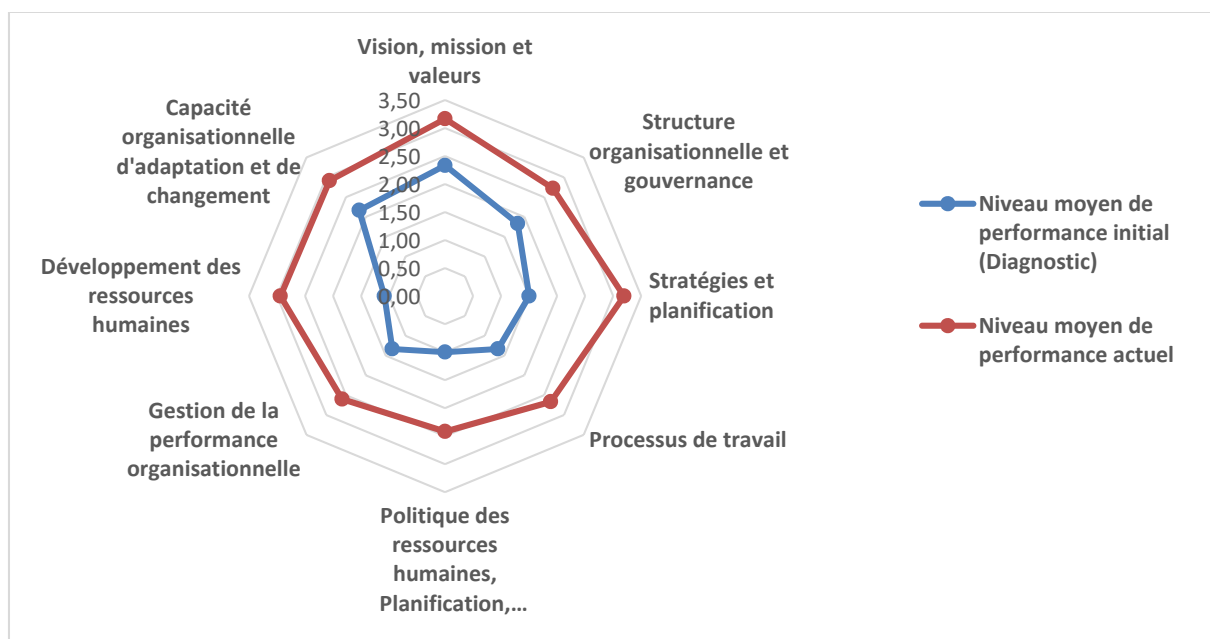 Vision, mission et
valeurs
3,50
3,00
2,50
2,00
1,50
1,00
0,50
0,00
Structure
organisationnelle et
gouvernance
Stratégies et
planification
Processus de travail
Politique des
ressources
humaines,
Planification,…
Gestion de la
performance
organisationnelle
Développement des
ressources
humaines
Capacité
organisationnelle
d'adaptation et de
changement
Niveau moyen de
performance initial
(Diagnostic)
Niveau moyen de
performance actuel